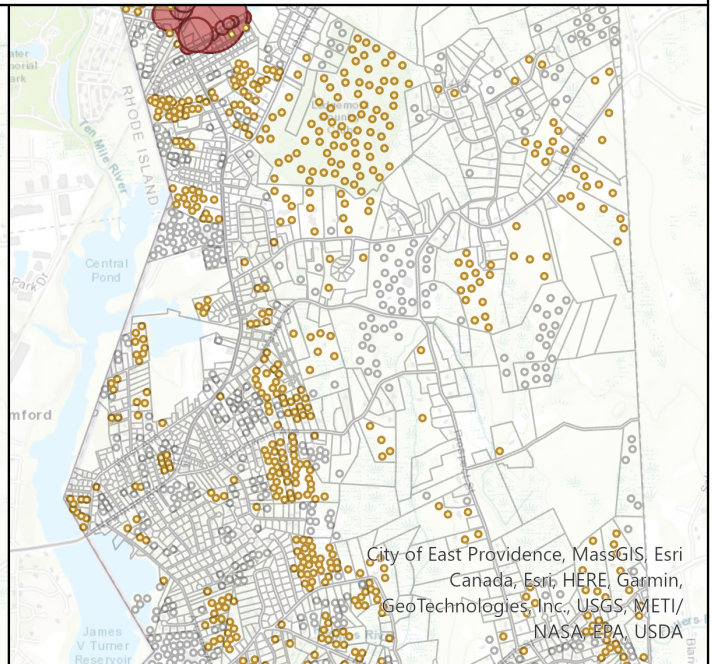 RHODE ISLAND
Ten Mile River
Central
Pond
Park Dr
mford
City of East Providence, MassGIS, Esri
Canada, Esri, HERE, Garmin,
GeoTechnologies, Inc., USGS, METI/
NASA, EPA, USDA
James
V Turner
Reservoir